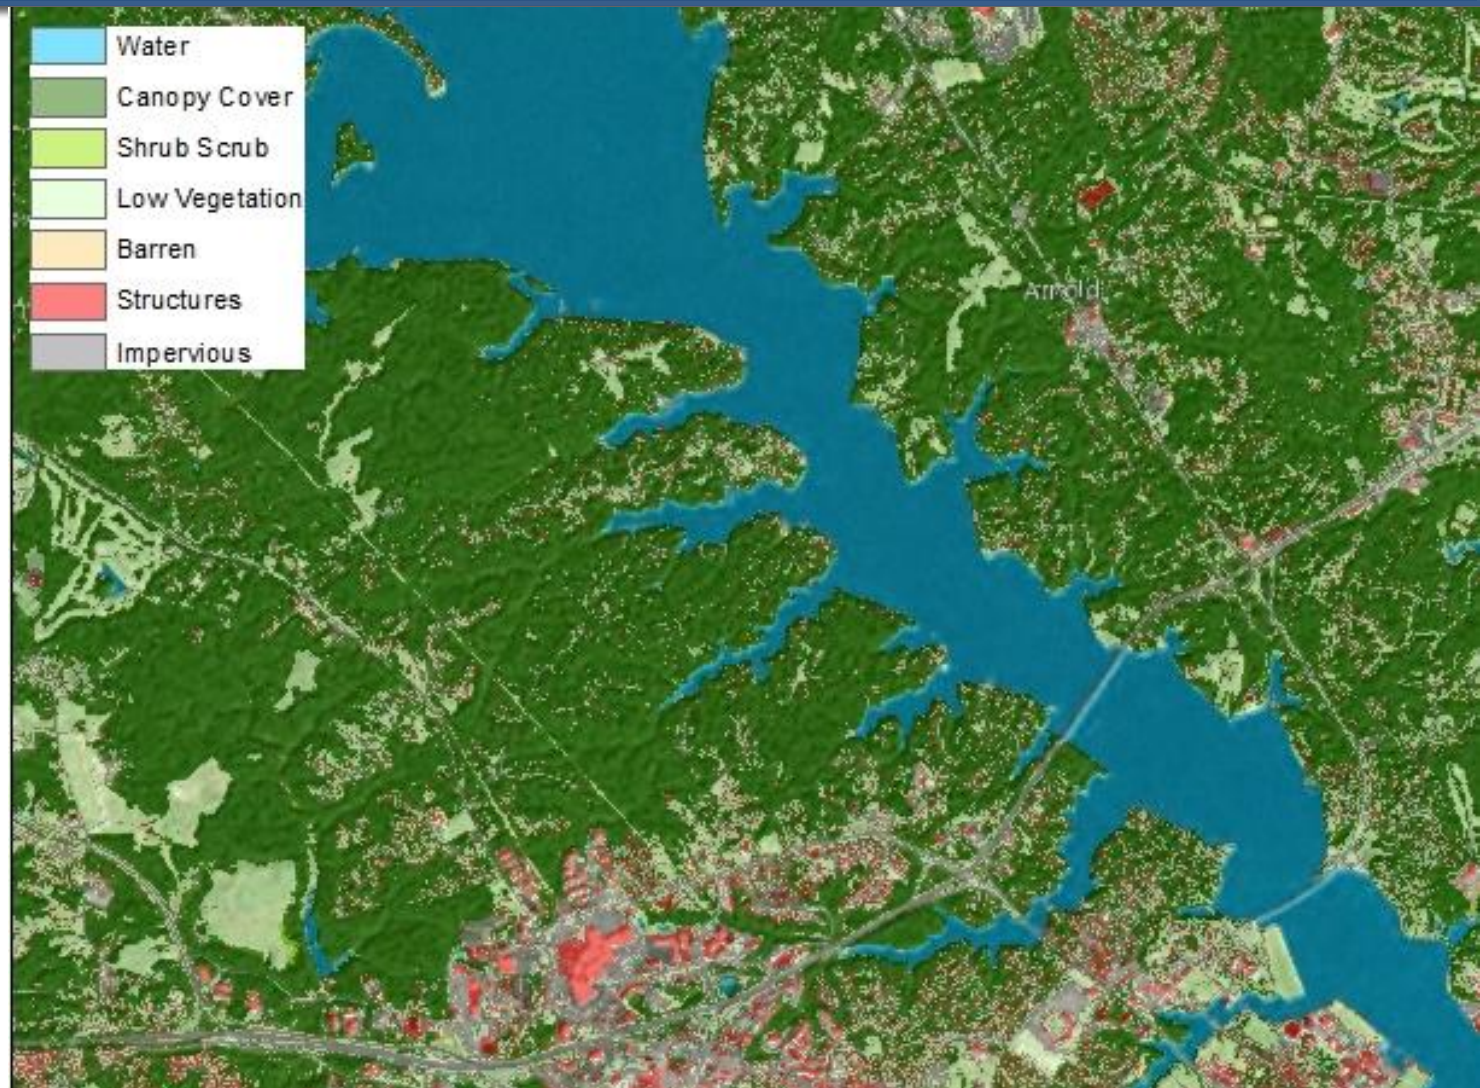 Water
Canopy Cover
Shrub Scrub
Low Vegetation
Barren
Structures
Impervious
Arnold